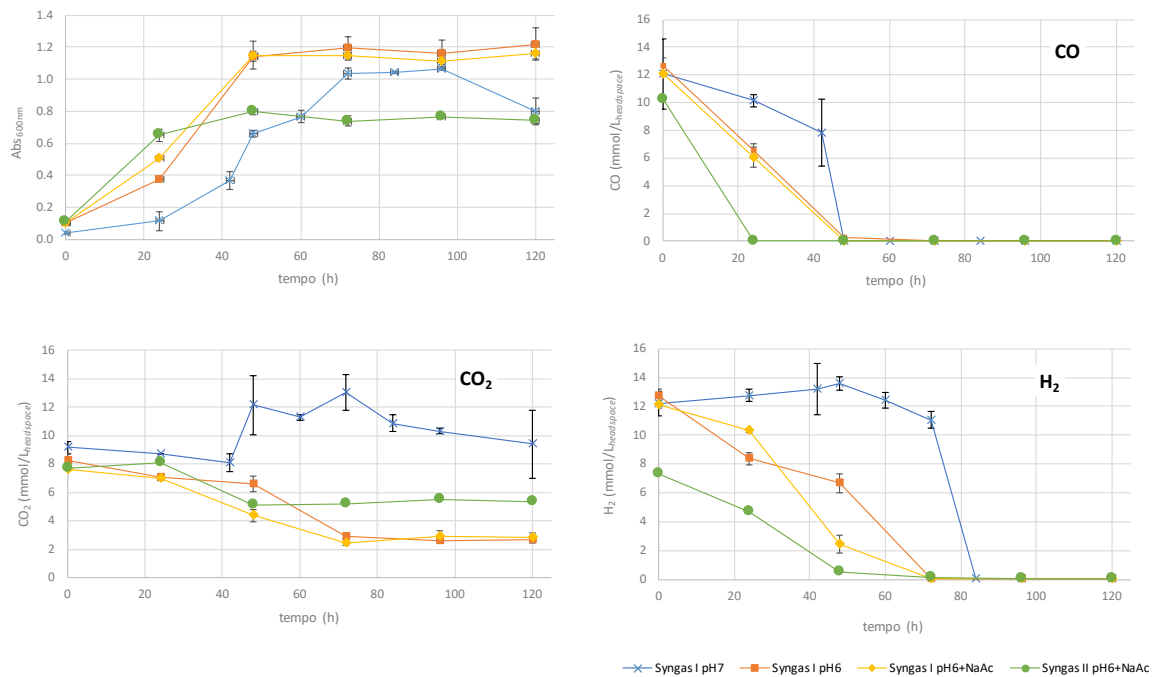 1.4
1.2
1.0
0.8
0.6
0.4
0.2
0.0
Abs600nm
0 20 40 60 80 100 120
tempo (h)
CO
16
14
12
10
8
6
4
2
0
CO (mmol/Lheadspace)
0 20 40 60 80 100 120
tempo (h)
CO2
16
14
12
10
8
6
4
2
0
CO2 (mmol/Lheadspace)
0 20 40 60 80 100 120
tempo (h)
H2
16
14
12
10
8
6
4
2
0
H2 (mmol/Lheadspace)
0 20 40 60 80 100 120
tempo (h)
Syngas I pH7 Syngas I pH6 Syngas I pH6+NaAc Syngas II pH6+NaAc